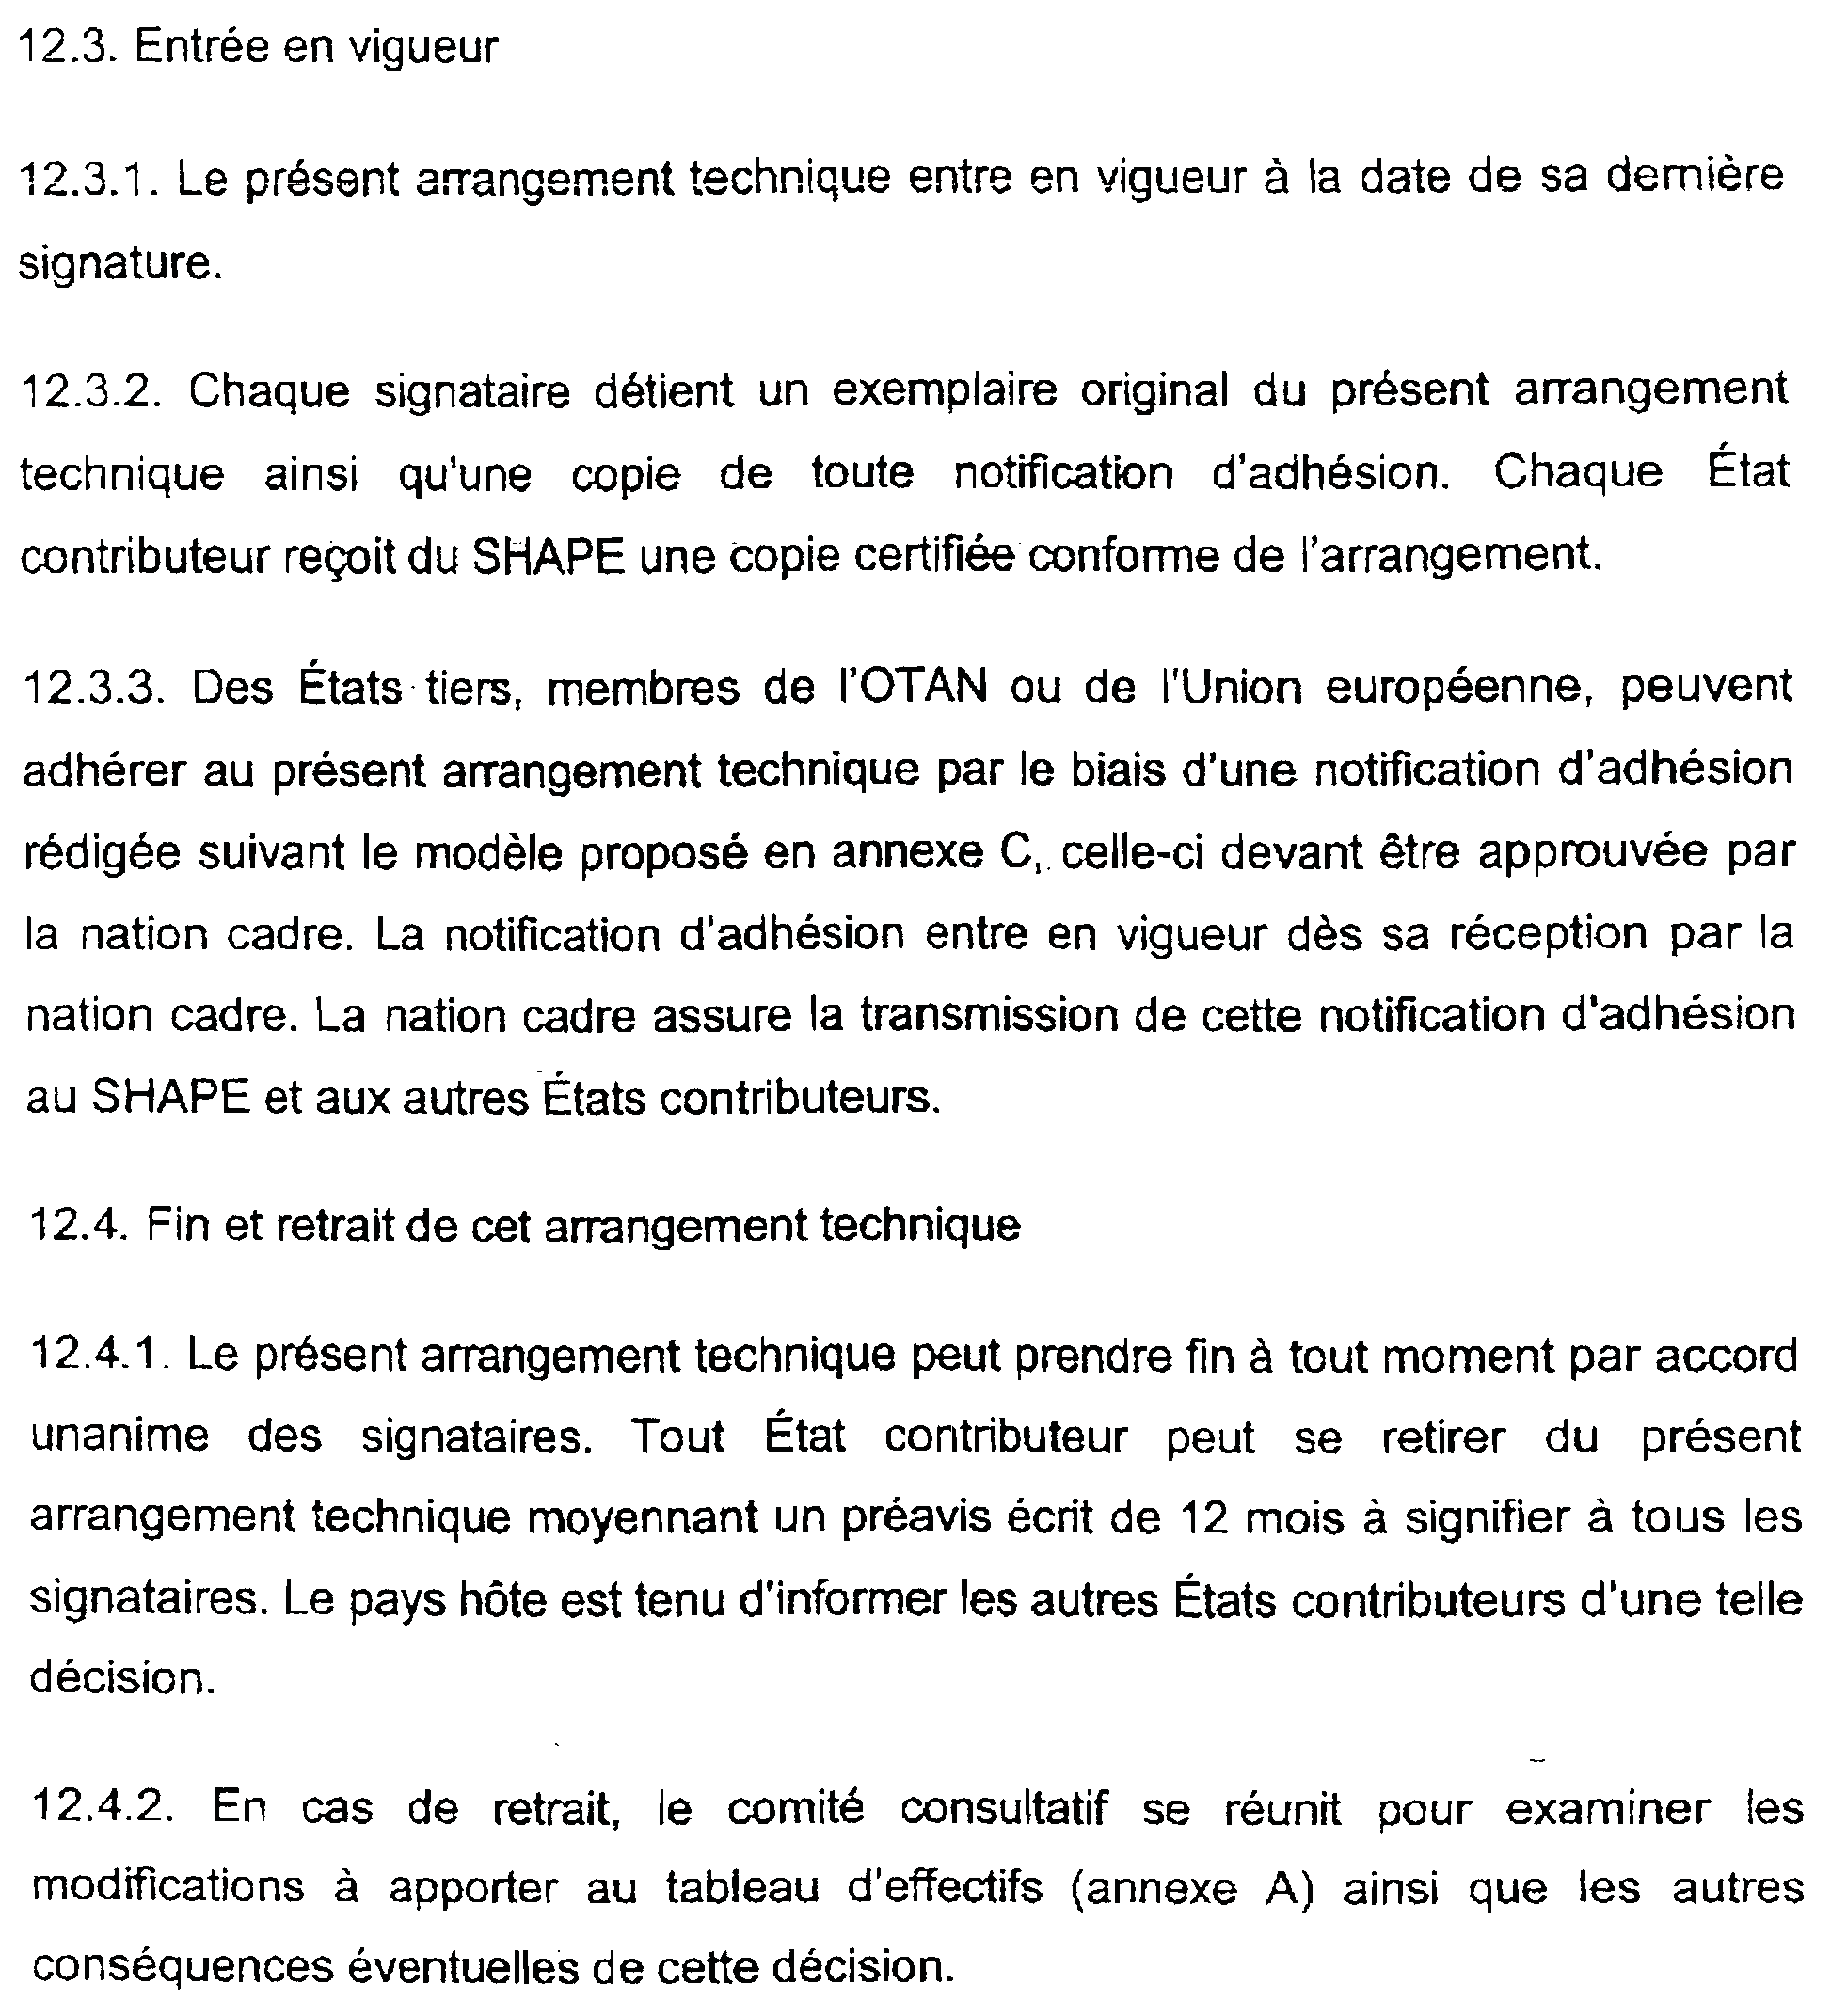 12.3. Entrée en vigueur
12.3.1. Le présent arrangement technique entre en vigueur à la date de sa dernière
signature.
12.3.2. Chaque signataire détient un exemplaire original du présent arrangement
technique ainsi qu'une copie de toute notification d'adhésion. Chaque État
contributeur reçoit du SHAPE une copie certifiée conforme de l'arrangement.
12.3.3. Des États tiers, membres de l'OTAN ou de l'Union européenne, peuvent
adhérer au présent arrangement technique par le biais d'une notification d'adhésion
rédigée suivant le modèle proposé en annexe C, celle-ci devant être approuvée par
la nation cadre. La notification d'adhésion entre en vigueur dès sa réception par la
nation cadre. La nation cadre assure la transmission de cette notification d'adhésion
au SHAPE et aux autres États contributeurs.
12.4. Fin et retrait de cet arrangement technique
12.4.1. Le présent arrangement technique peut prendre fin à tout moment par accord
unanime des signataires. Tout État contributeur peut se retirer du présent
arrangement technique moyennant un préavis écrit de 12 mois à signifier à tous les
signataires. Le pays hôte est tenu d'informer les autres États contributeurs d'une telle
décision.
12.4.2. En cas de retrait, le comité consultatif se réunit pour examiner les
modifications à apporter au tableau d'effectifs (annexe A) ainsi que les autres
conséquences éventuelles de cette décision.